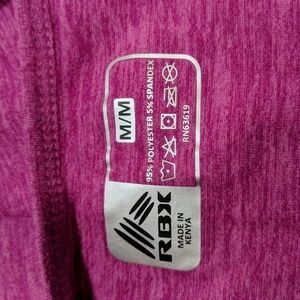 M/M
95% POLYESTER 5% SPANDEX
RN63619
RBX
MADE IN
KENYA